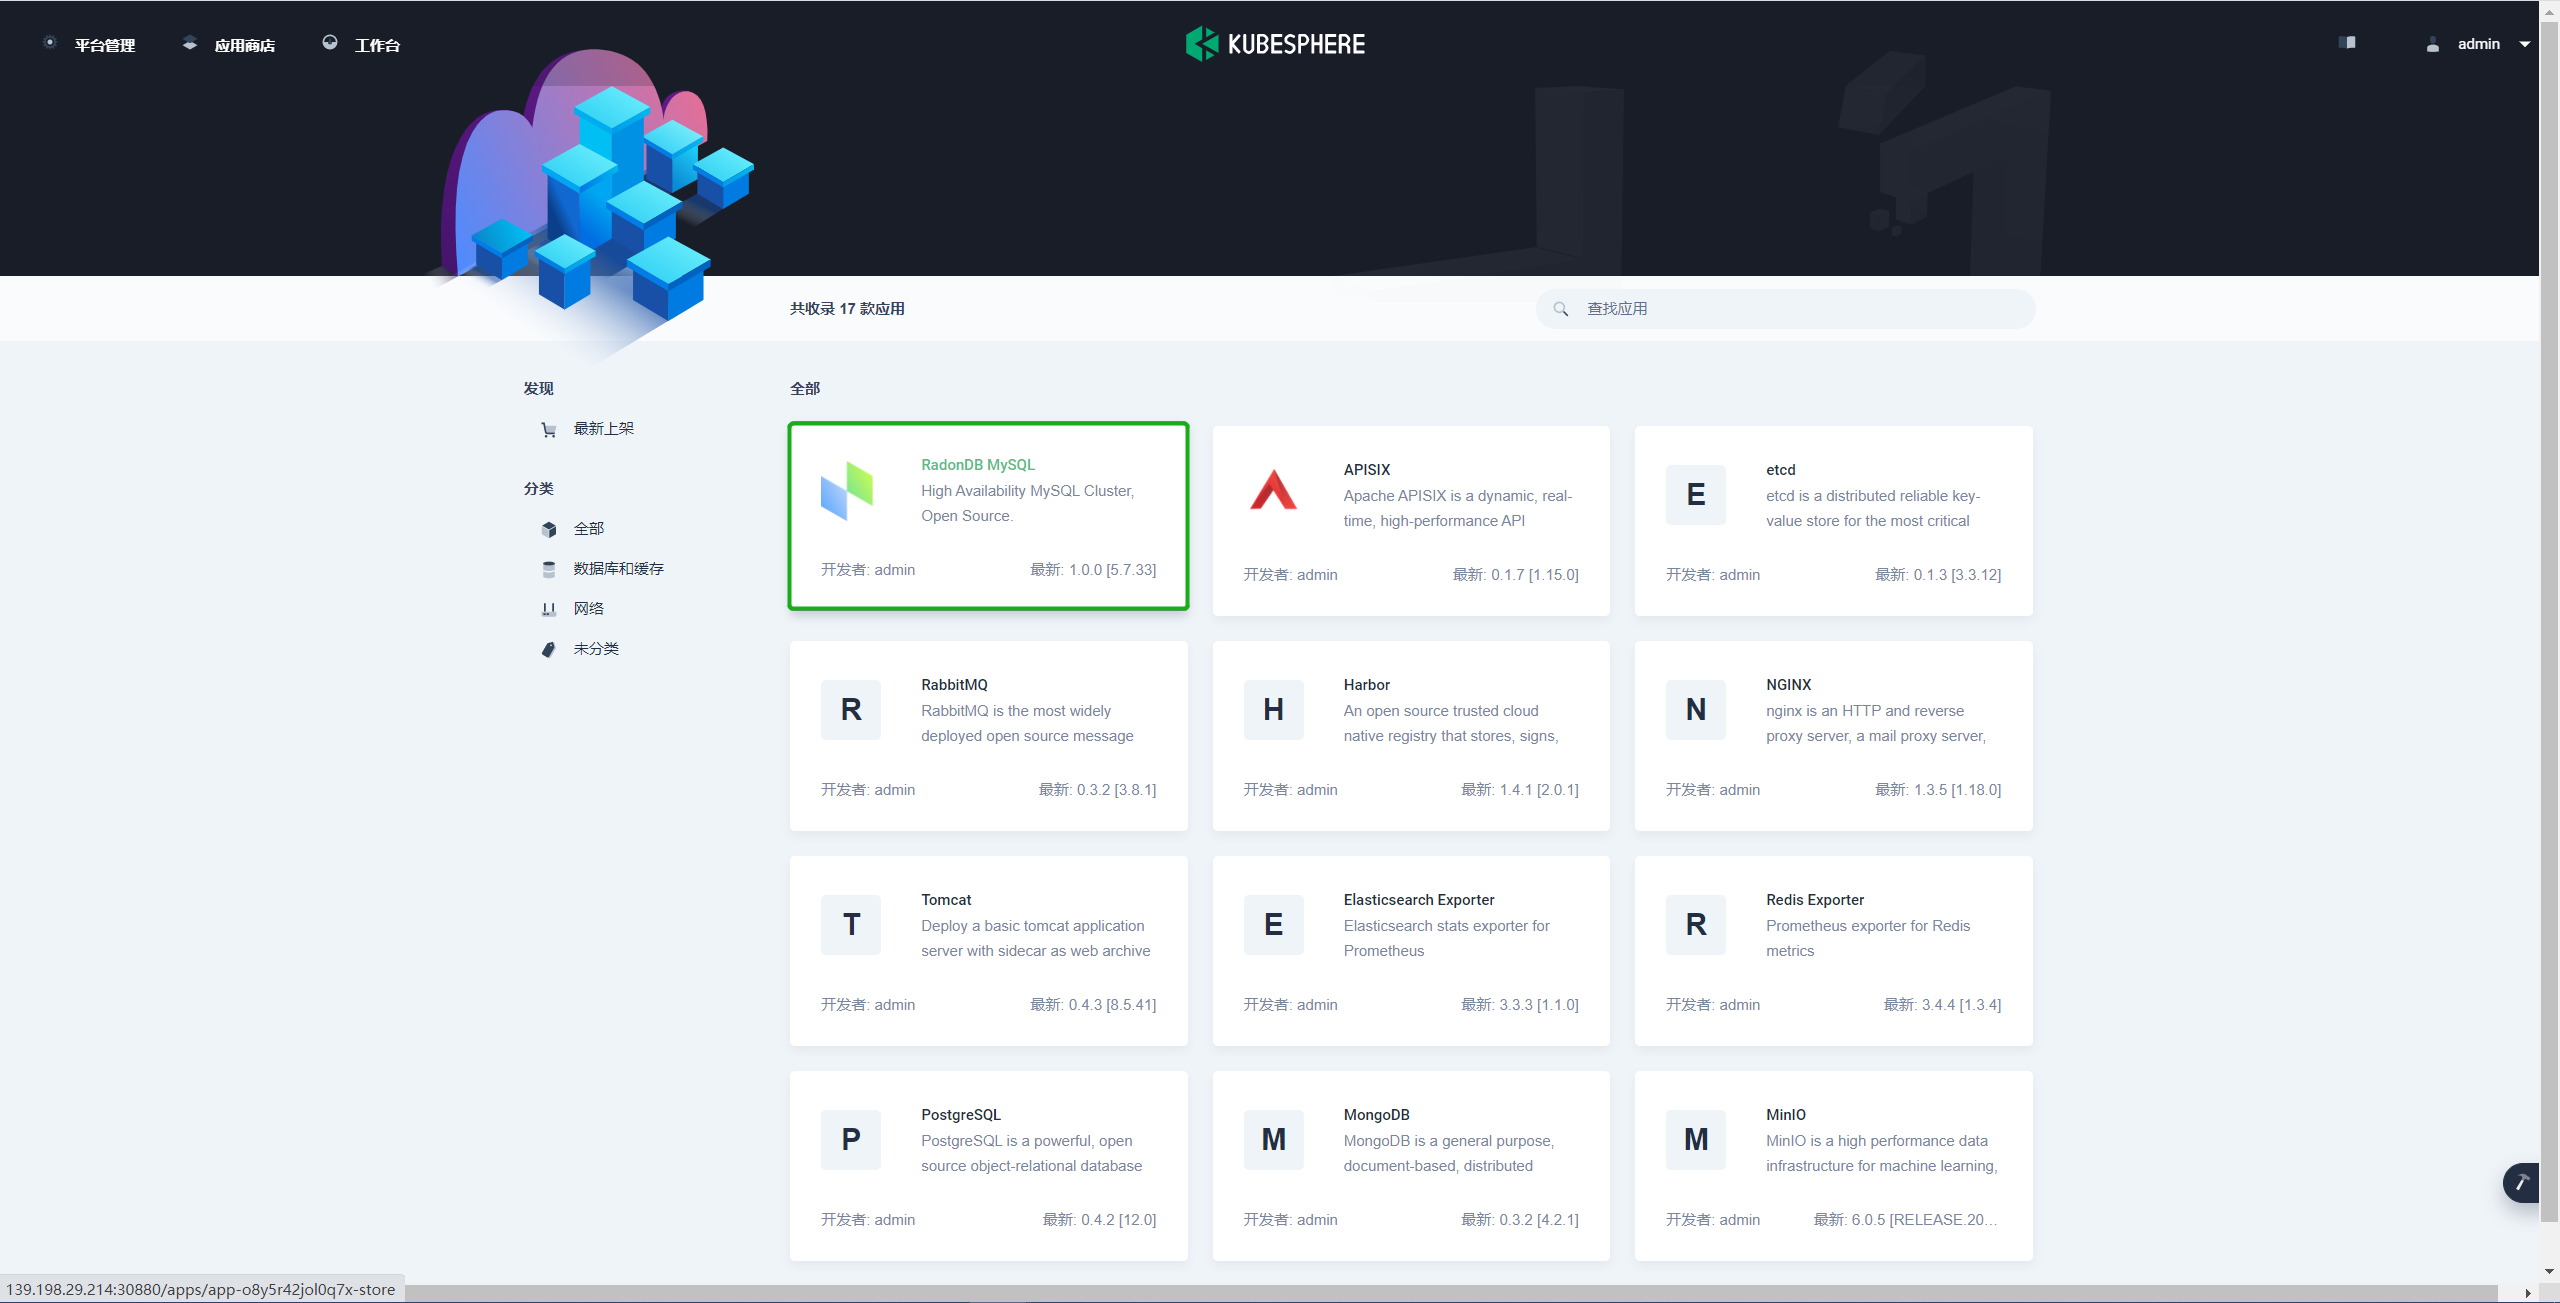 平台管理
应用商店
工作台
KUBESPHERE
admin
共收录 17 款应用
查找应用
发现
最新上架
分类
全部
数据库和缓存
网络
未分类
全部
RadonDB MySQL
High Availability MySQL Cluster,
Open Source.
开发者: admin
最新: 1.0.0 [5.7.33]
APISIX
Apache APISIX is a dynamic, real-
time, high-performance API
开发者: admin
最新: 0.1.7 [1.15.0]
E
etcd
etcd is a distributed reliable key-
value store for the most critical
开发者: admin
最新: 0.1.3 [3.3.12]
R
RabbitMQ
RabbitMQ is the most widely
deployed open source message
开发者: admin
最新: 0.3.2 [3.8.1]
H
Harbor
An open source trusted cloud
native registry that stores, signs,
开发者: admin
最新: 1.4.1 [2.0.1]
N
NGINX
nginx is an HTTP and reverse
proxy server, a mail proxy server,
开发者: admin
最新: 1.3.5 [1.18.0]
T
Tomcat
Deploy a basic tomcat application
server with sidecar as web archive
开发者: admin
最新: 0.4.3 [8.5.41]
E
Elasticsearch Exporter
Elasticsearch stats exporter for
Prometheus
开发者: admin
最新: 3.3.3 [1.1.0]
R
Redis Exporter
Prometheus exporter for Redis
metrics
开发者: admin
最新: 3.4.4 [1.3.4]
P
PostgreSQL
PostgreSQL is a powerful, open
source object-relational database
开发者: admin
最新: 0.4.2 [12.0]
M
MongoDB
MongoDB is a general purpose,
document-based, distributed
开发者: admin
最新: 0.3.2 [4.2.1]
M
MinIO
MinIO is a high performance data
infrastructure for machine learning,
开发者: admin
最新: 6.0.5 [RELEASE.20...
139.198.29.214:30880/apps/app-o8y5r42jol0q7x-store